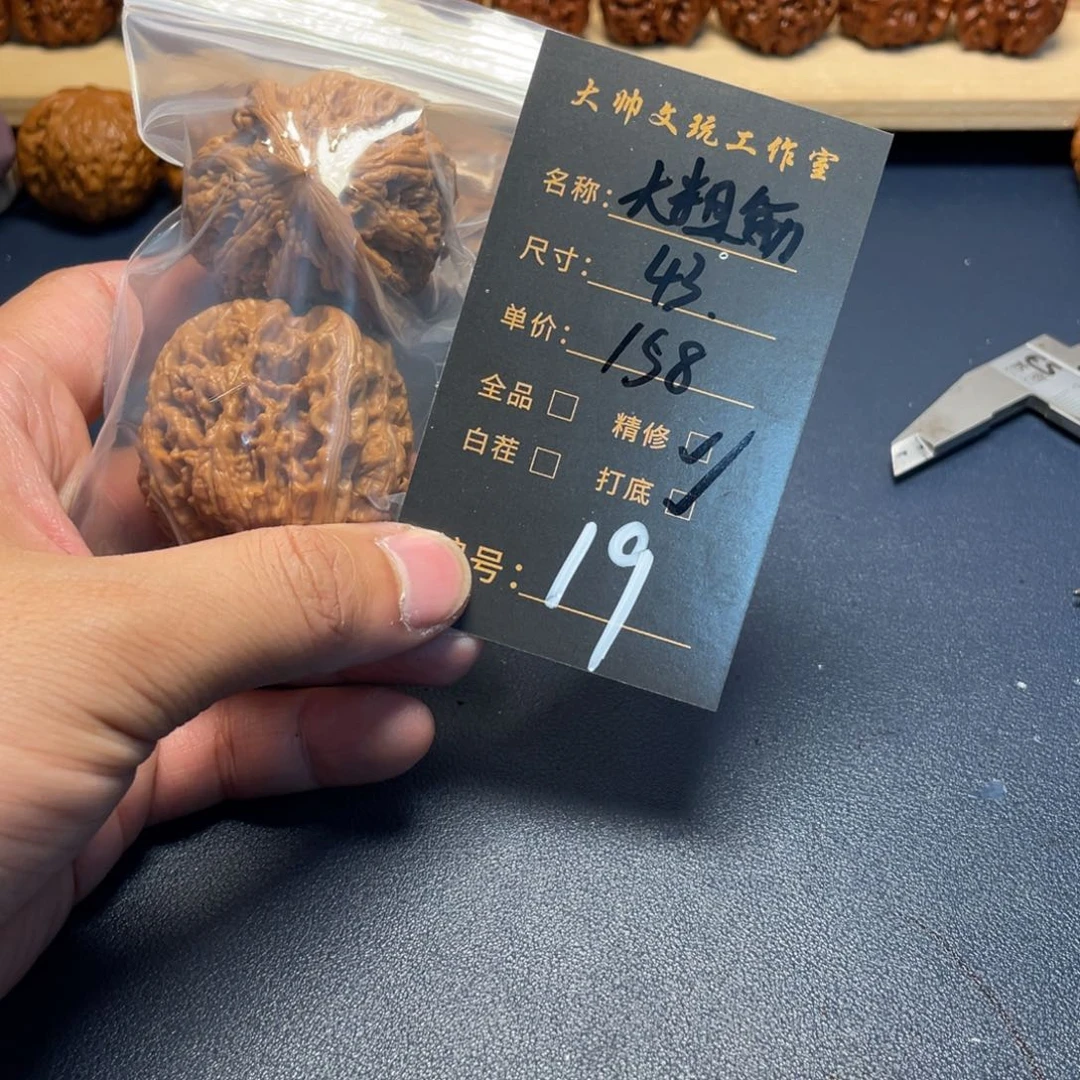 大帅文玩工作室
名称：大粗筋
尺寸：43.
单价：158
全品 □ 精修 ☑
白茬 □ 打底 ☑
号：19